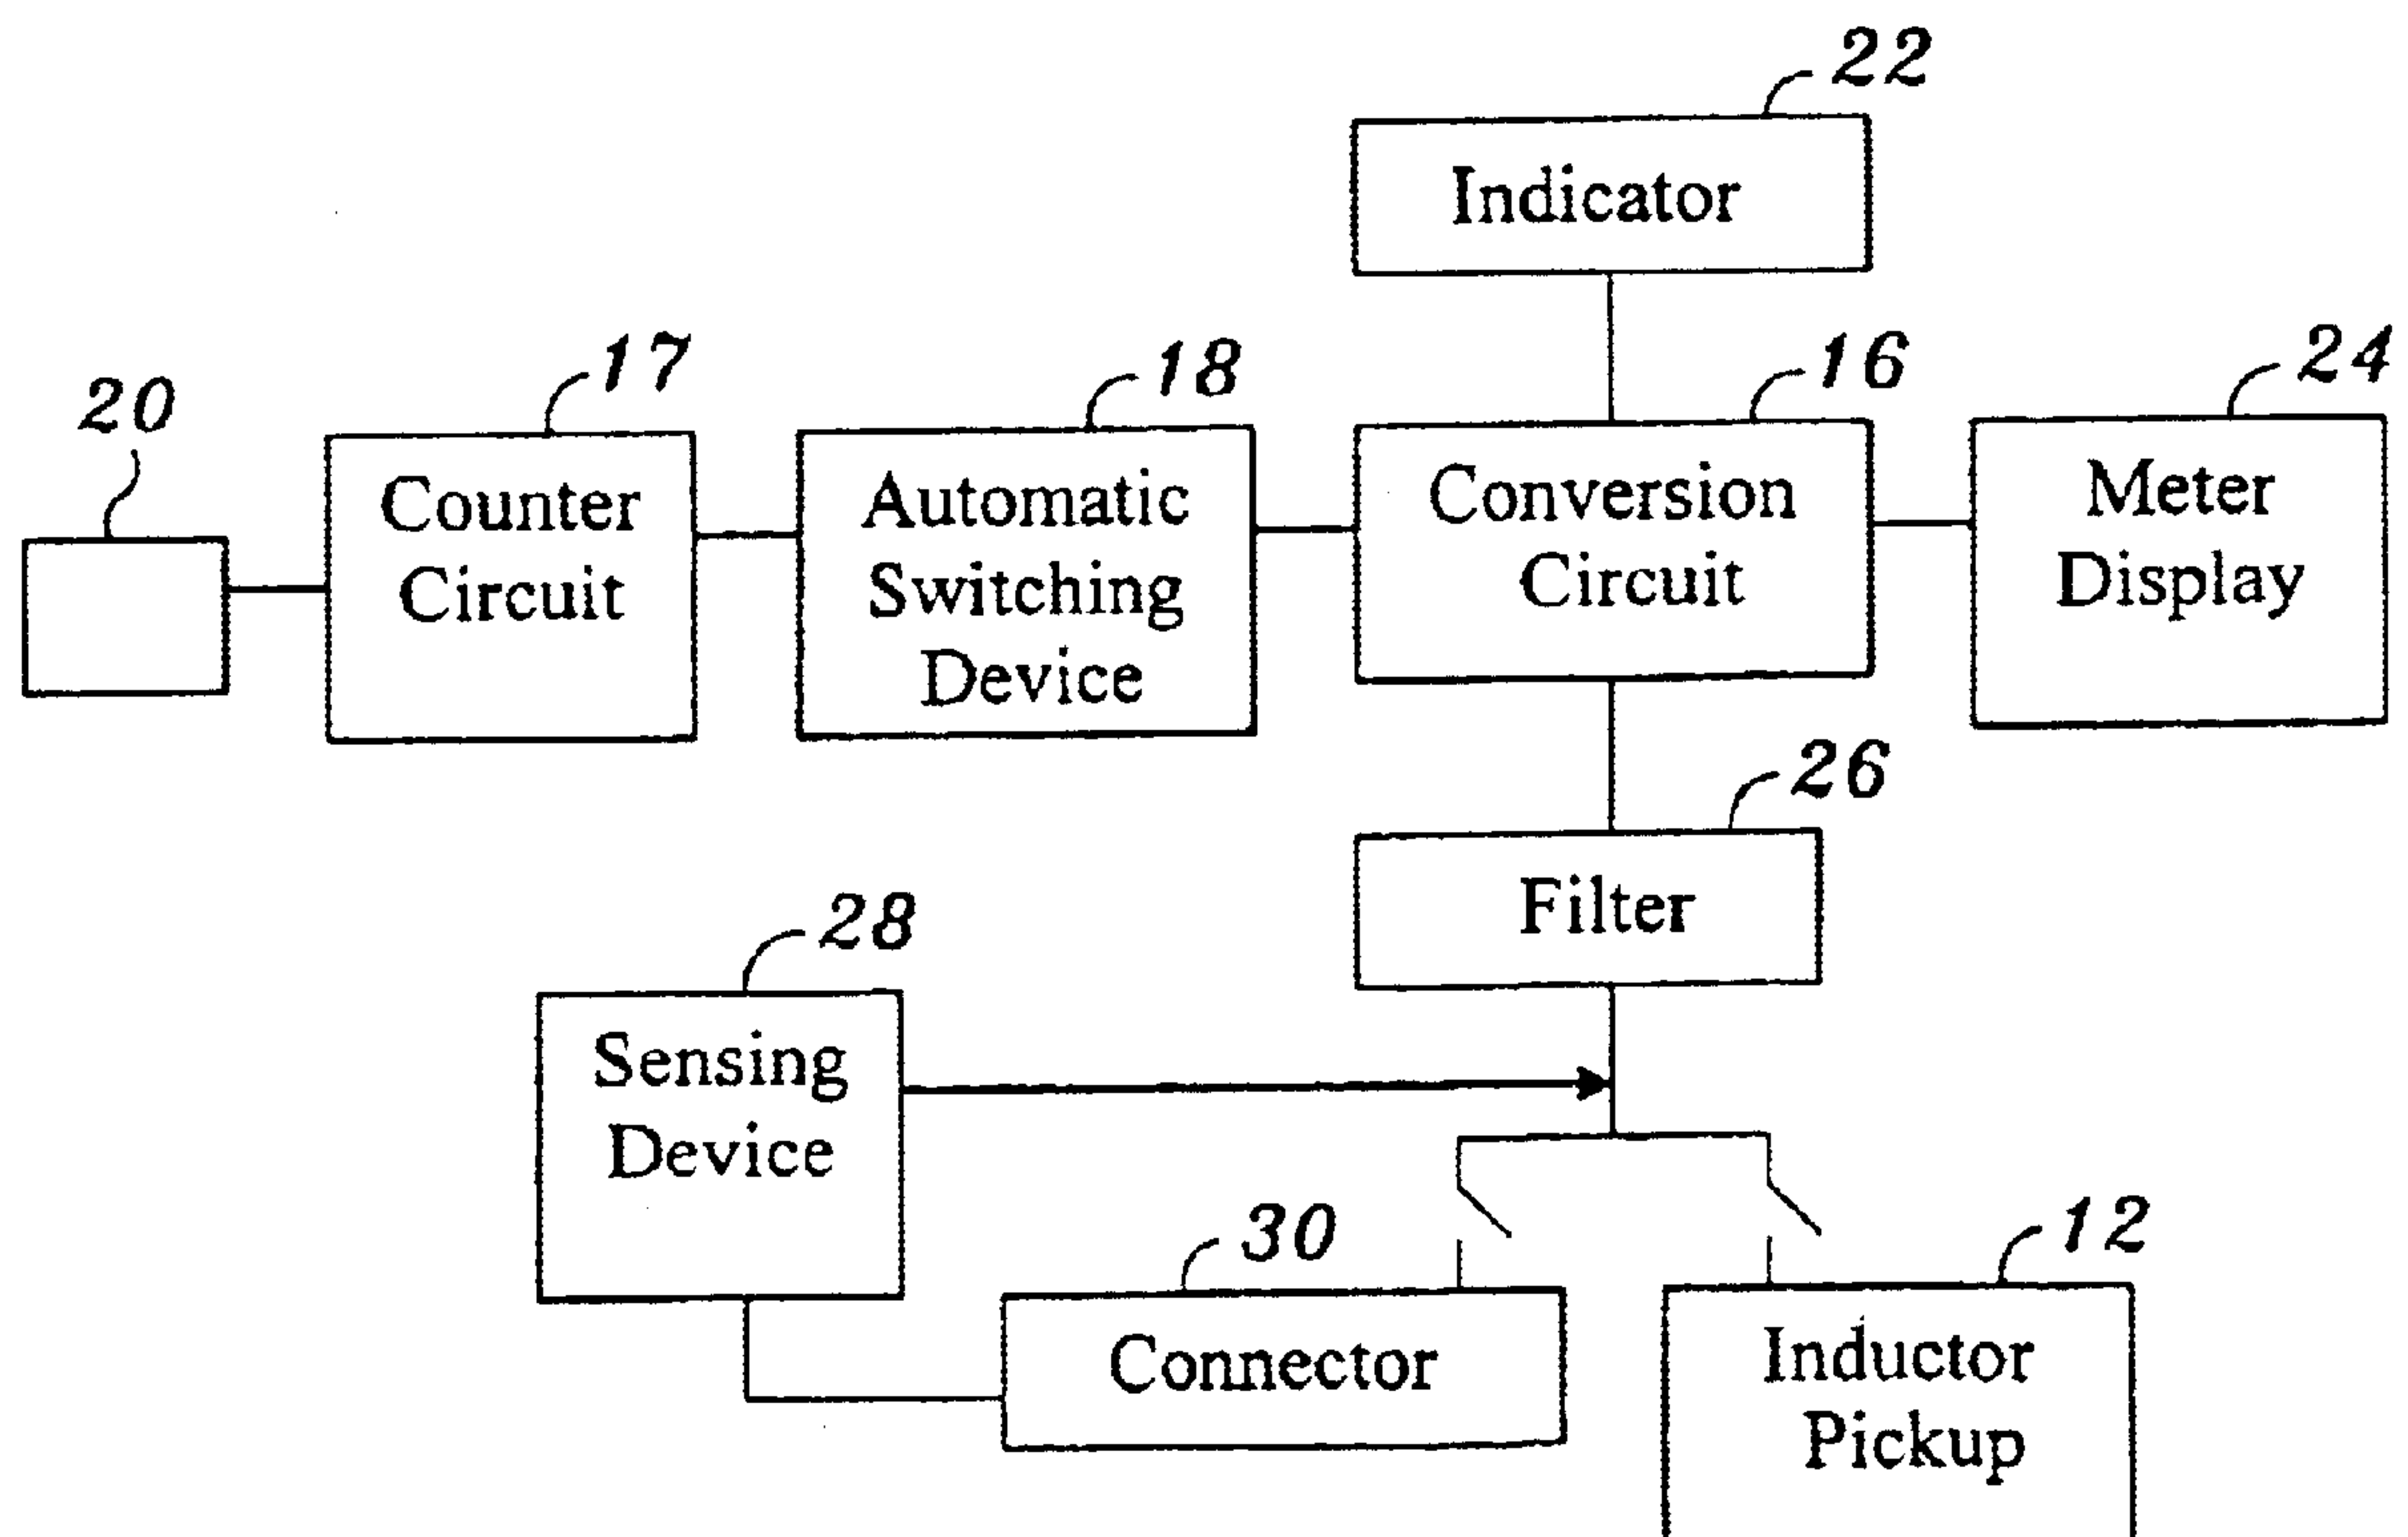 22
Indicator
20
17
18
16
24
Counter
Circuit
Automatic
Switching
Device
Conversion
Circuit
Meter
Display
26
Filter
28
Sensing
Device
30
Connector
12
Inductor
Pickup